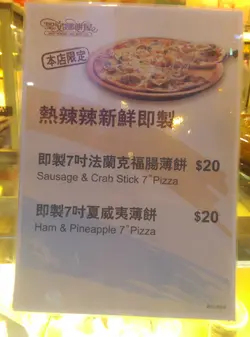 本店限定
熱辣辣新鮮即製
即製7吋法蘭克福腸薄餅 $20
Sausage & Crab Stick 7" Pizza
即製7吋夏威夷薄餅 $20
Ham & Pineapple 7" Pizza